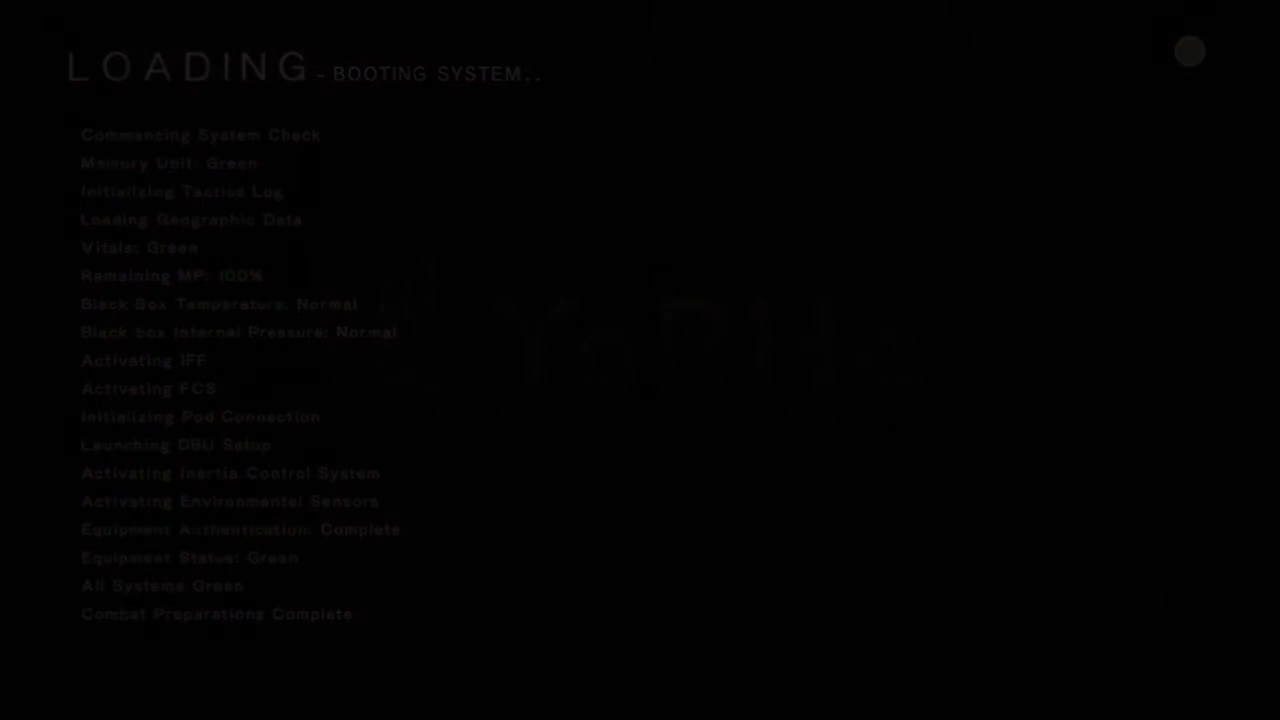 LOADING - BOOTING SYSTEM..
Commencing System Check
Memory Unit: Green
Initializing Tactics Log
Loading Geographic Data
Vitals: Green
Remaining MP: 100%
Black Box Temperature: Normal
Black box Internal Pressure: Normal
YoRHa
Activating IFF
Activating FCS
Initializing Pod Connection
Launching DBU Setup
Activating Inertia Control System
Activating Environmental Sensors
Equipment Authentication: Complete
Equipment Status: Green
All Systems Green
Combat Preparations Complete